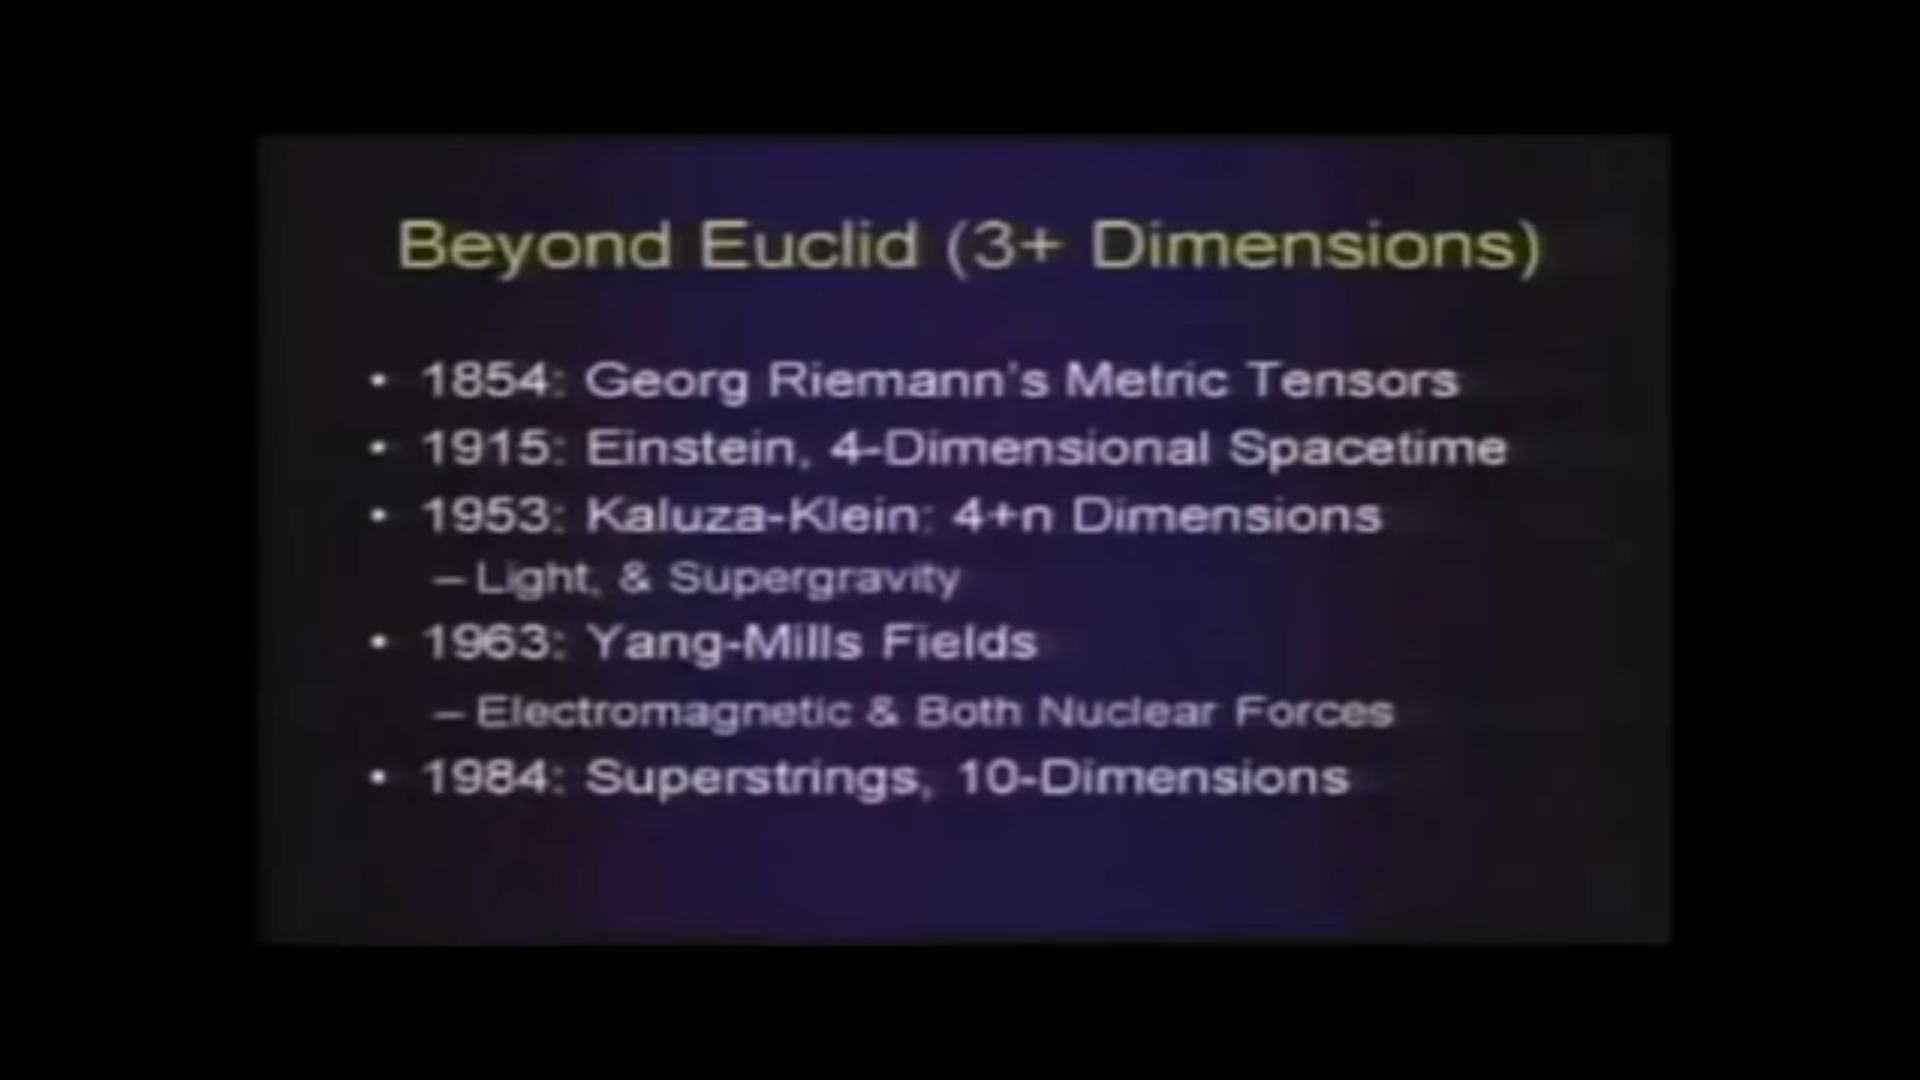 Beyond Euclid (3+ Dimensions)
• 1854: Georg Riemann's Metric Tensors
• 1915: Einstein, 4-Dimensional Spacetime
• 1953: Kaluza-Klein: 4+n Dimensions
– Light, & Supergravity
• 1963: Yang-Mills Fields
– Electromagnetic & Both Nuclear Forces
• 1984: Superstrings, 10-Dimensions